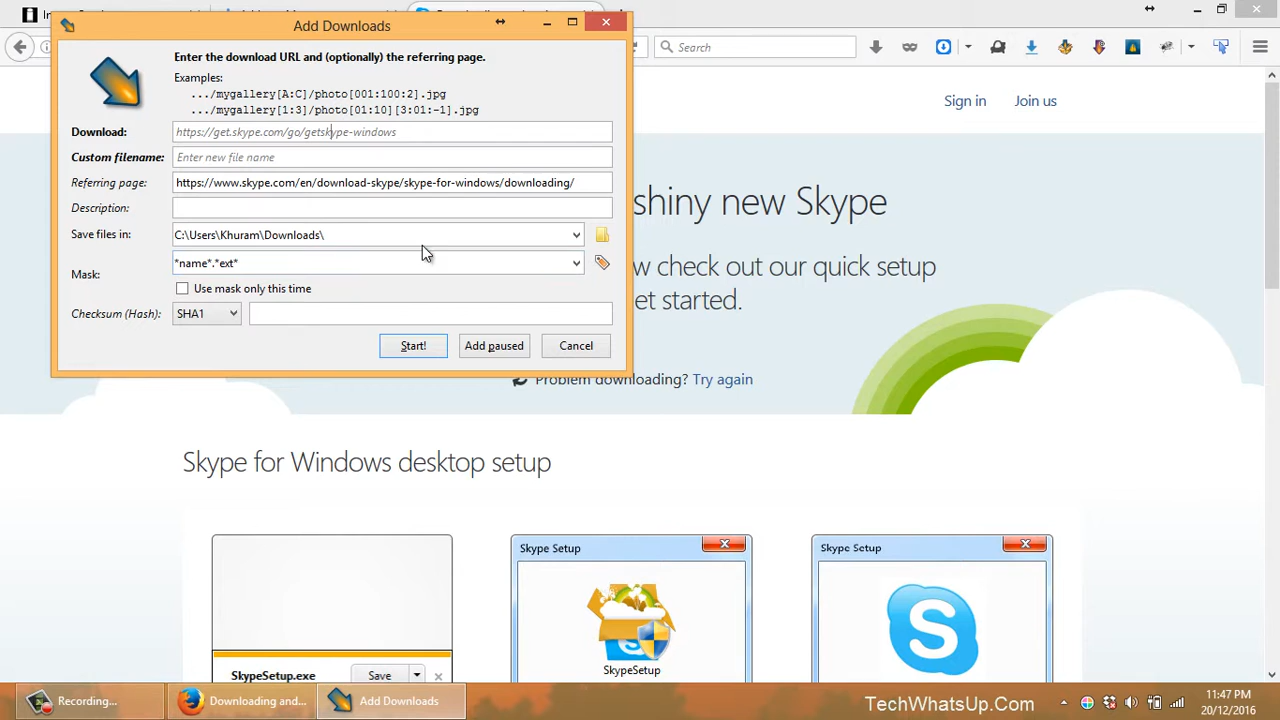 Add Downloads
Search
Enter the download URL and (optionally) the referring page.
Examples:
.../mygallery[A:C]/photo[001:100:2].jpg
.../mygallery[1:3]/photo[01:10][3:01:-1].jpg
Sign in Join us
Download: https://get.skype.com/go/getskype-windows
Custom filename: Enter new file name
Referring page: https://www.skype.com/en/download-skype/skype-for-windows/downloading/
Description:
Save files in: C:\Users\Khuram\Downloads\
Mask: *name*.*ext*
Use mask only this time
Checksum (Hash): SHA1
Start! Add paused Cancel
shiny new Skype
check out our quick setup
started.
Problem downloading? Try again
Skype for Windows desktop setup
SkypeSetup.exe Save
Skype Setup
SkypeSetup
Skype Setup
S
Recording... Downloading and... Add Downloads TechWhatsUp.Com 11:47 PM
20/12/2016